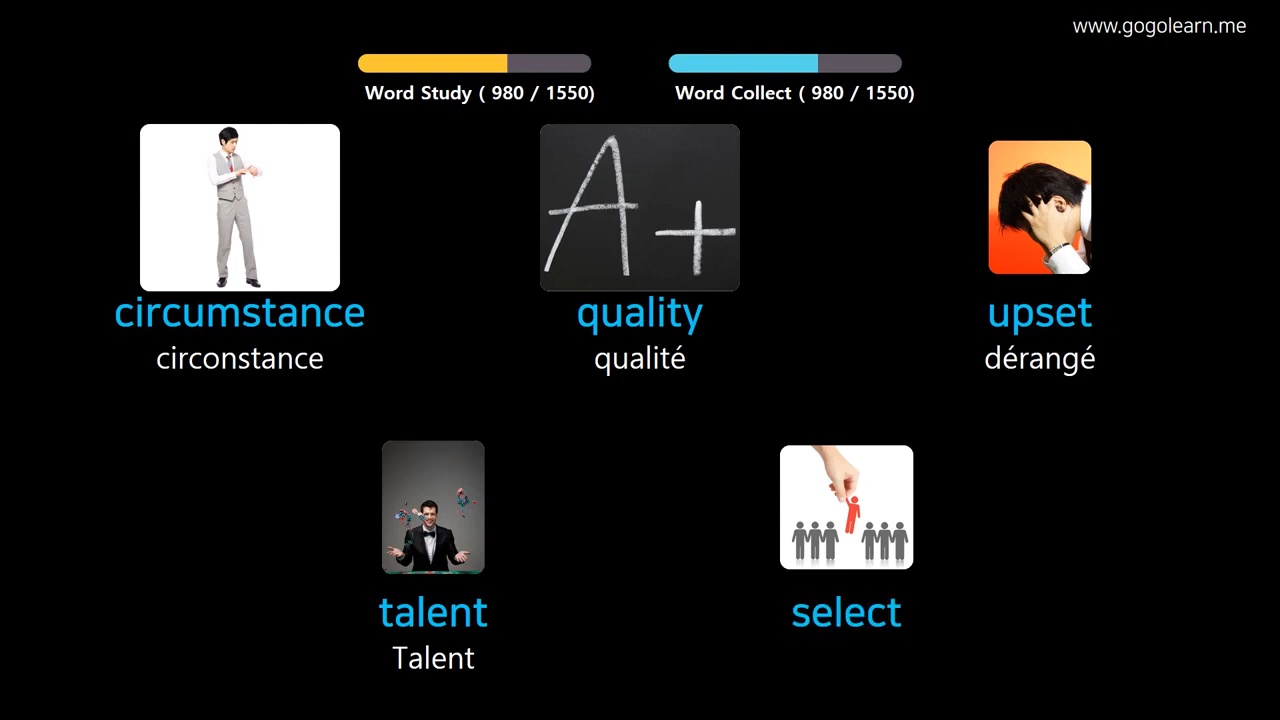 www.gogolearn.me
Word Study ( 980 / 1550)
Word Collect ( 980 / 1550)
A+
circumstance
circonstance
quality
qualité
upset
dérangé
talent
Talent
select